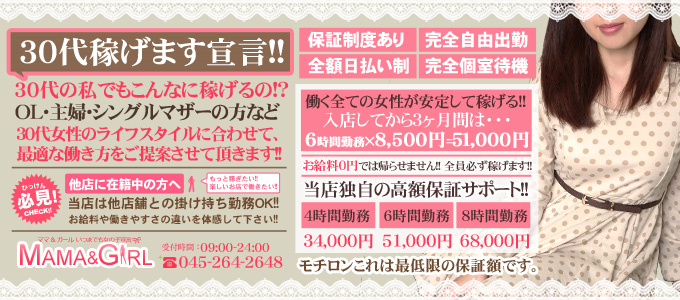 30代稼げます宣言!!
30代の私でもこんなに稼げるの!?
OL・主婦・シングルマザーの方など
30代女性のライフスタイルに合わせて、
最適な働き方をご提案させて頂きます!!
ひっけん
必見!
CHECK!!
他店に在籍中の方へ
もっと稼ぎたい!!
楽しいお店で働きたい!!
当店は他店舗との掛け持ち勤務OK!!
お給料や働きやすさの違いを体感して下さい!!
ママ&ガール いつまでも女の子宣言
MAMA&GIRL
受付時間:09:00-24:00
☎045-264-2648
保証制度あり
完全自由出勤
全額日払い制
完全個室待機
働く全ての女性が安定して稼げる!!
入店してから3ヶ月間は・・・
6時間勤務×8,500円=51,000円
お給料0円では帰らせません!! 全員必ず稼げます!!
当店独自の高額保証サポート!!
4時間勤務 6時間勤務 8時間勤務
34,000円 51,000円 68,000円
モチロンこれは最低限の保証額です。